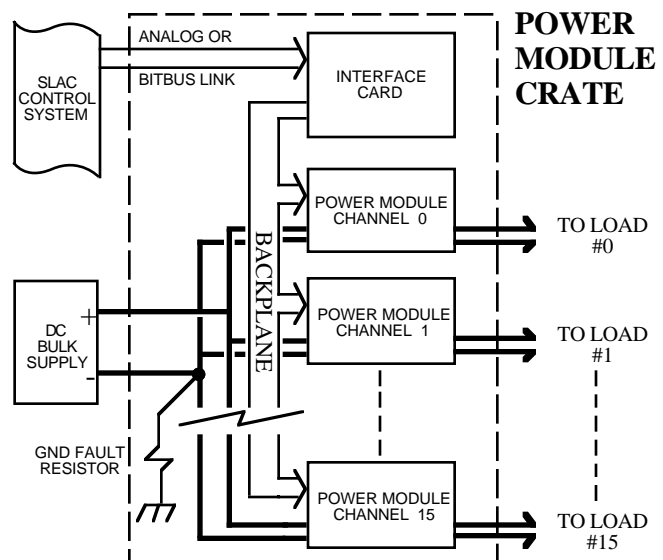 POWER
MODULE
CRATE
ANALOG OR
BITBUS LINK
SLAC
CONTROL
SYSTEM
INTERFACE
CARD
POWER MODULE
CHANNEL 0
TO LOAD
#0
BACKPLANE
POWER MODULE
CHANNEL 1
TO LOAD
#1
+
DC
BULK
SUPPLY
-
GND FAULT
RESISTOR
POWER MODULE
CHANNEL 15
TO LOAD
#15